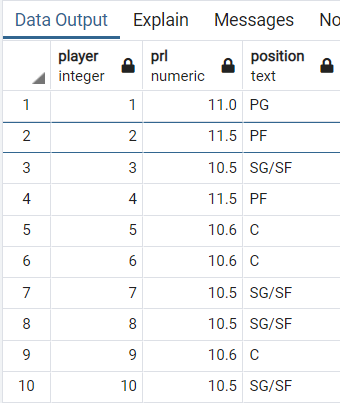 Data Output Explain Messages No
player integer prl numeric position text
1 1 11.0 PG
2 2 11.5 PF
3 3 10.5 SG/SF
4 4 11.5 PF
5 5 10.6 C
6 6 10.6 C
7 7 10.5 SG/SF
8 8 10.5 SG/SF
9 9 10.6 C
10 10 10.5 SG/SF